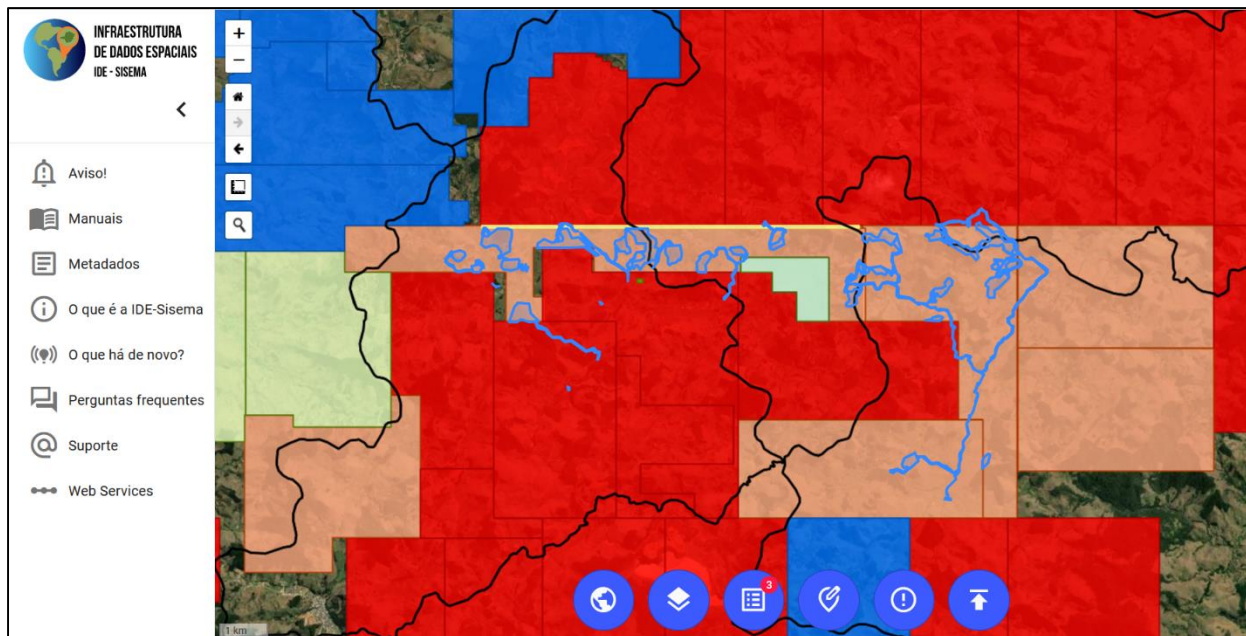 INFRAESTRUTURA
DE DADOS ESPACIAIS
IDE - SISEMA
Aviso!
Manuais
Metadados
O que é a IDE-Sisema
O que há de novo?
Perguntas frequentes
Suporte
Web Services
3
1 km